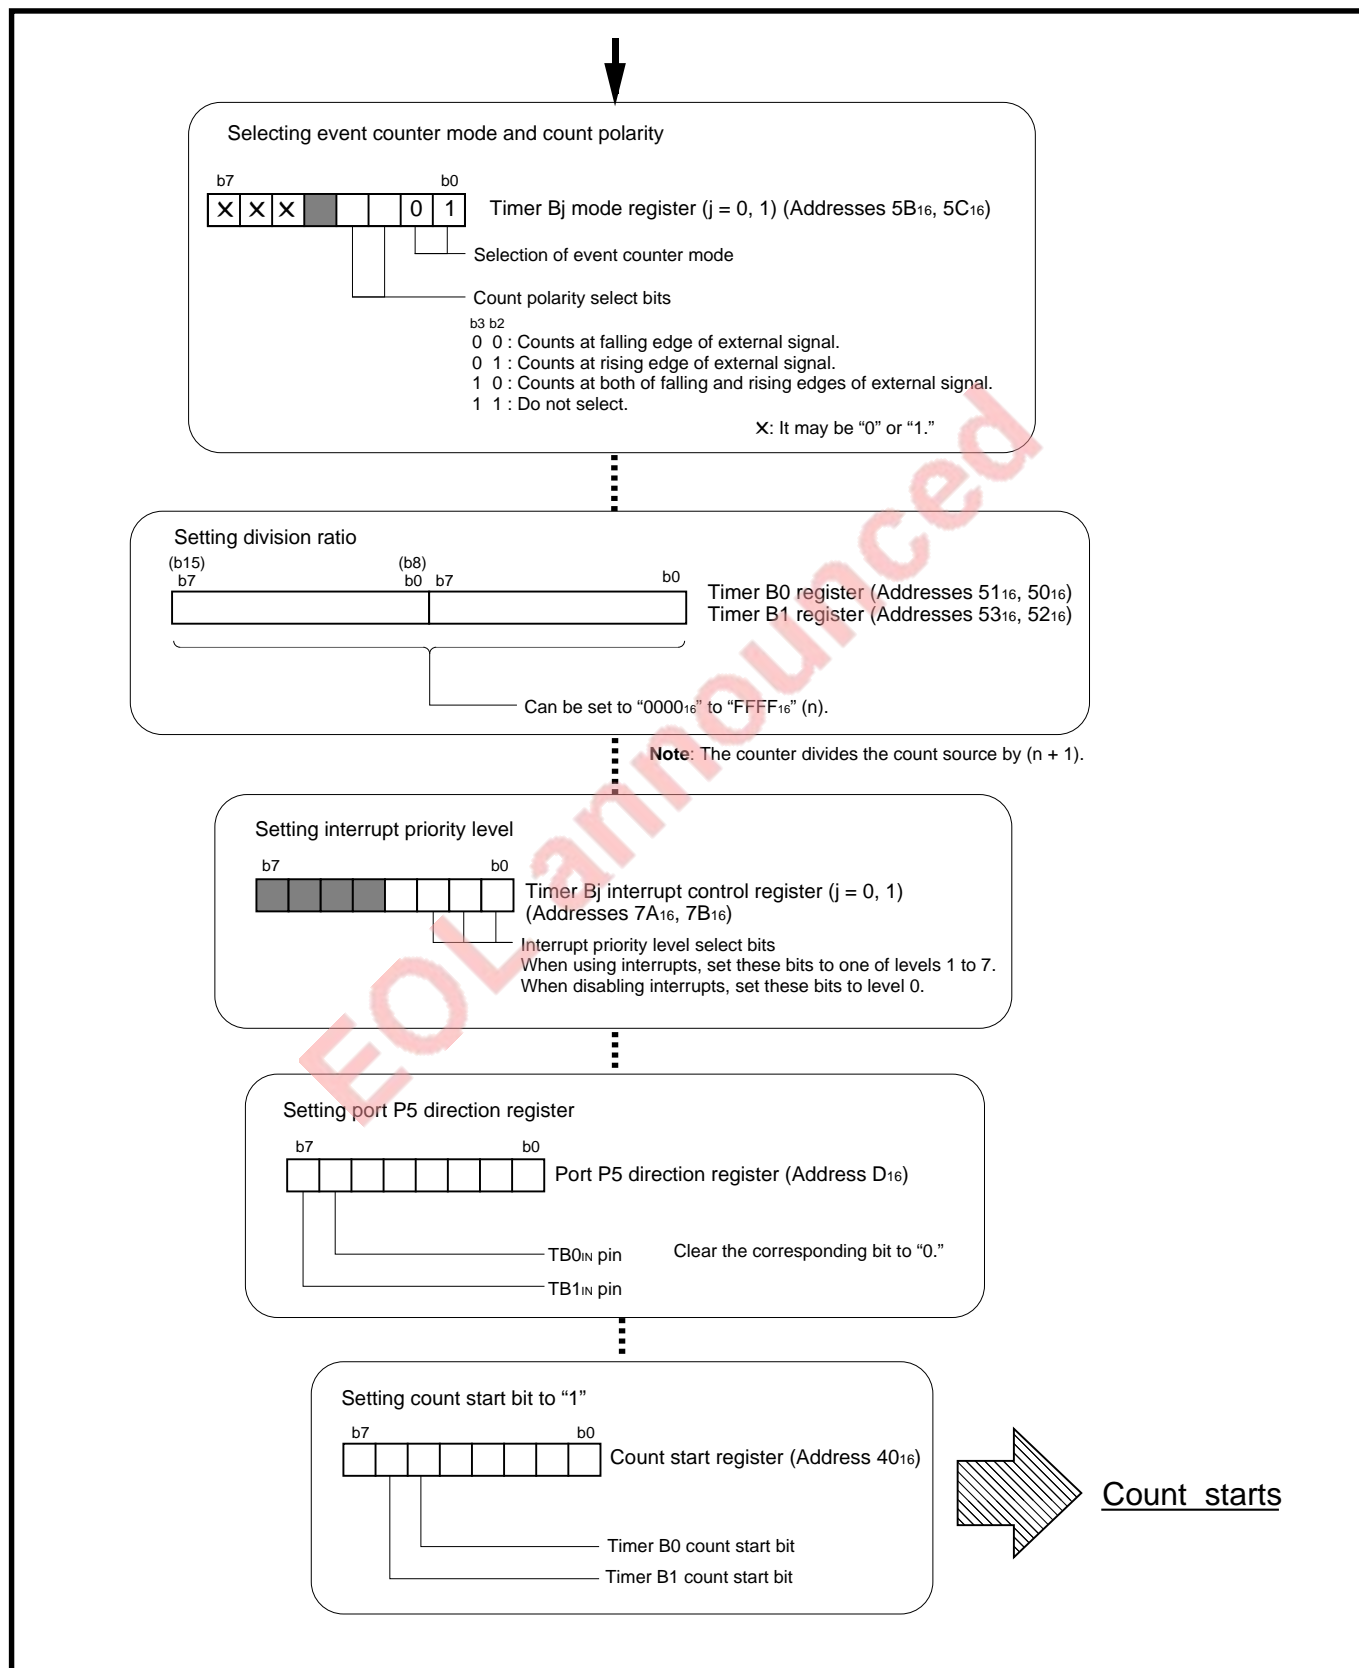 Selecting event counter mode and count polarity
b7 b0
× × × 0 1 Timer Bj mode register (j = 0, 1) (Addresses 5B16, 5C16)
Selection of event counter mode
Count polarity select bits
b3 b2
0 0 : Counts at falling edge of external signal.
0 1 : Counts at rising edge of external signal.
1 0 : Counts at both of falling and rising edges of external signal.
1 1 : Do not select.
×: It may be “0” or “1.”
Setting division ratio
(b15) (b8)
b7 b0 b7 b0
Timer B0 register (Addresses 5116, 5016)
Timer B1 register (Addresses 5316, 5216)
Can be set to “000016” to “FFFF16” (n).
Note: The counter divides the count source by (n + 1).
Setting interrupt priority level
b7 b0
Timer Bj interrupt control register (j = 0, 1)
(Addresses 7A16, 7B16)
Interrupt priority level select bits
When using interrupts, set these bits to one of levels 1 to 7.
When disabling interrupts, set these bits to level 0.
Setting port P5 direction register
b7 b0
Port P5 direction register (Address D16)
TB0IN pin Clear the corresponding bit to “0.”
TB1IN pin
Setting count start bit to “1”
b7 b0
Count start register (Address 4016)
Count starts
Timer B0 count start bit
Timer B1 count start bit
EOL announced